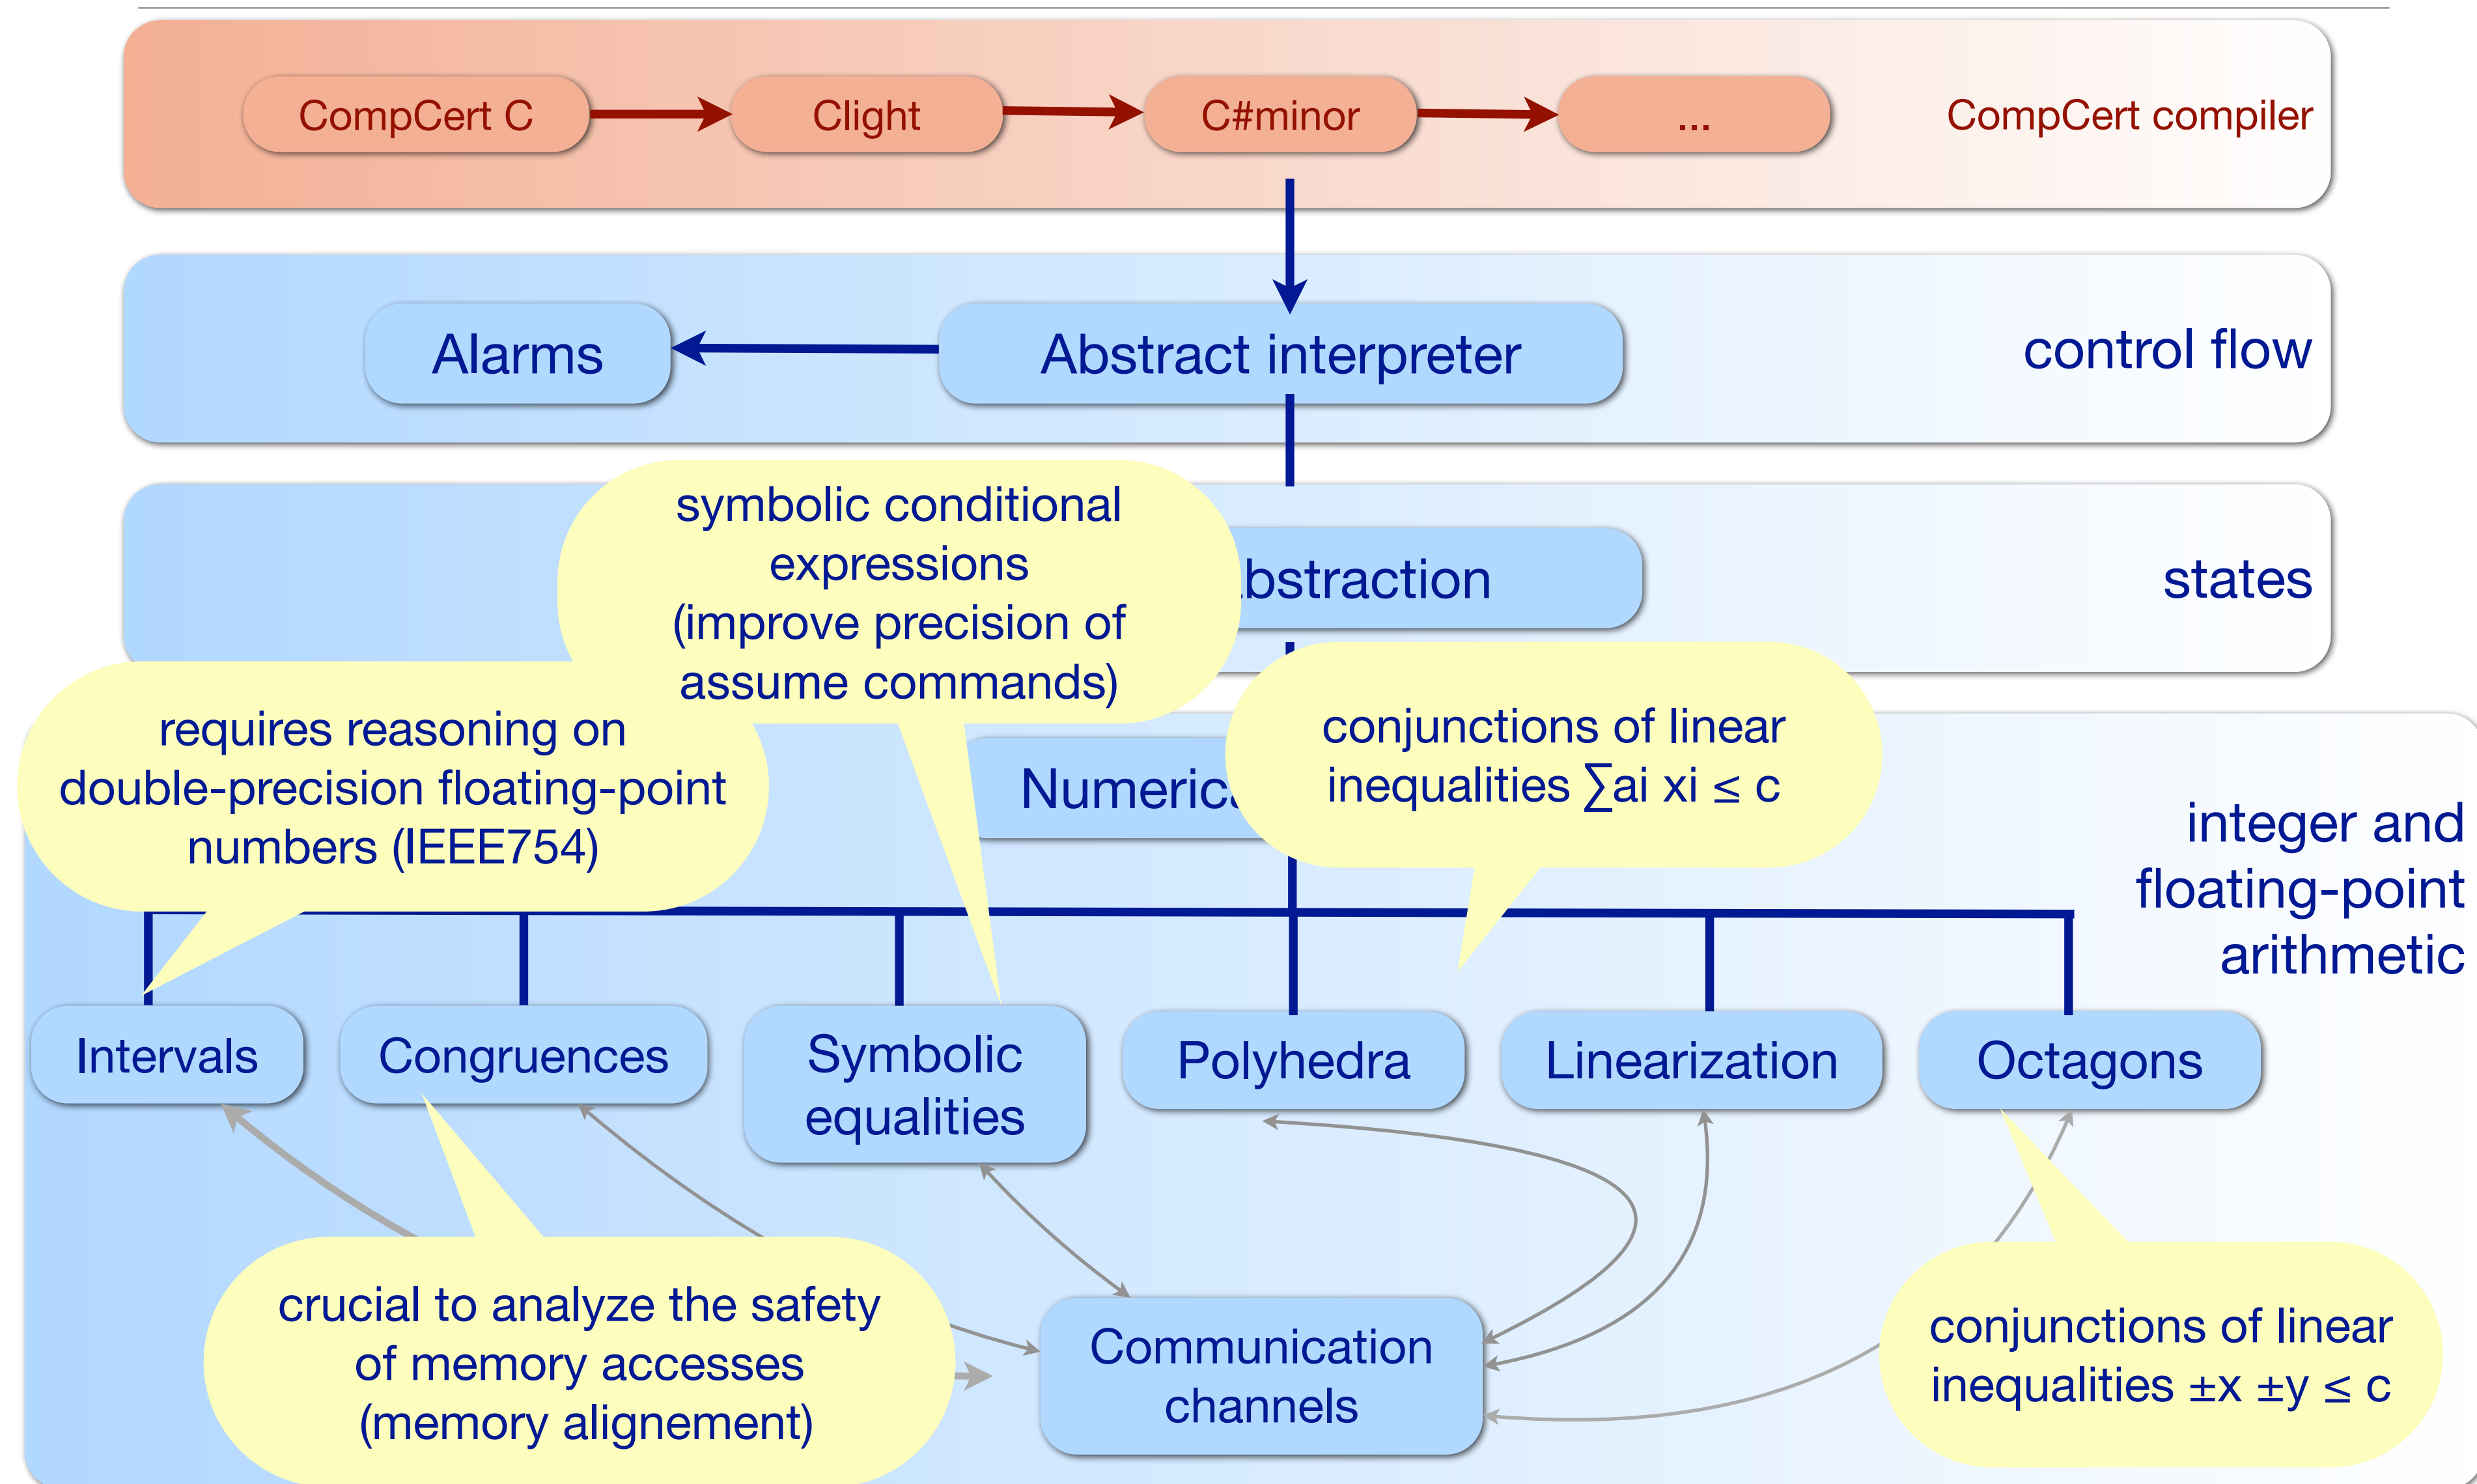 CompCert C
Clight
C#minor
...
CompCert compiler
Alarms
Abstract interpreter
control flow
symbolic conditional
expressions
(improve precision of
assume commands)
bstraction
states
requires reasoning on
double-precision floating-point
numbers (IEEE754)
Numeric
conjunctions of linear
inequalities ∑ai xi ≤ c
integer and
floating-point
arithmetic
Intervals
Congruences
Symbolic
equalities
Polyhedra
Linearization
Octagons
crucial to analyze the safety
of memory accesses
(memory alignement)
Communication
channels
conjunctions of linear
inequalities ±x ±y ≤ c